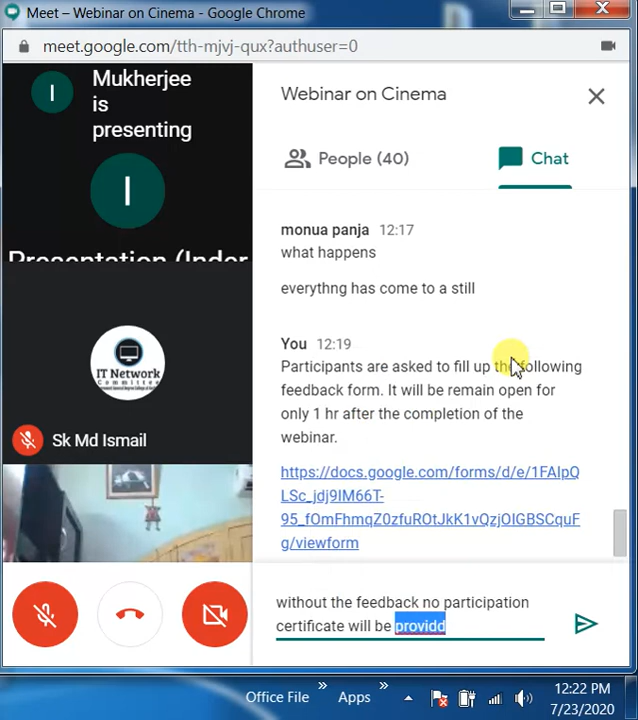 Meet – Webinar on Cinema - Google Chrome
meet.google.com/tth-mjvj-qux?authuser=0
I
Mukherjee
is
presenting
I
Presentation (Inder
IT Network
Committee
Sk Md Ismail
Webinar on Cinema
People (40)
Chat
monua panja 12:17
what happens
everythng has come to a still
You 12:19
Participants are asked to fill up the following
feedback form. It will be remain open for
only 1 hr after the completion of the
webinar.
https://docs.google.com/forms/d/e/1FAIpQ
LSc_jdj9IM66T-
95_fOmFhmqZ0zfuROtJkK1vQzjOIGBSCquF
g/viewform
without the feedback no participation
certificate will be providd
Office File
Apps
12:22 PM
7/23/2020